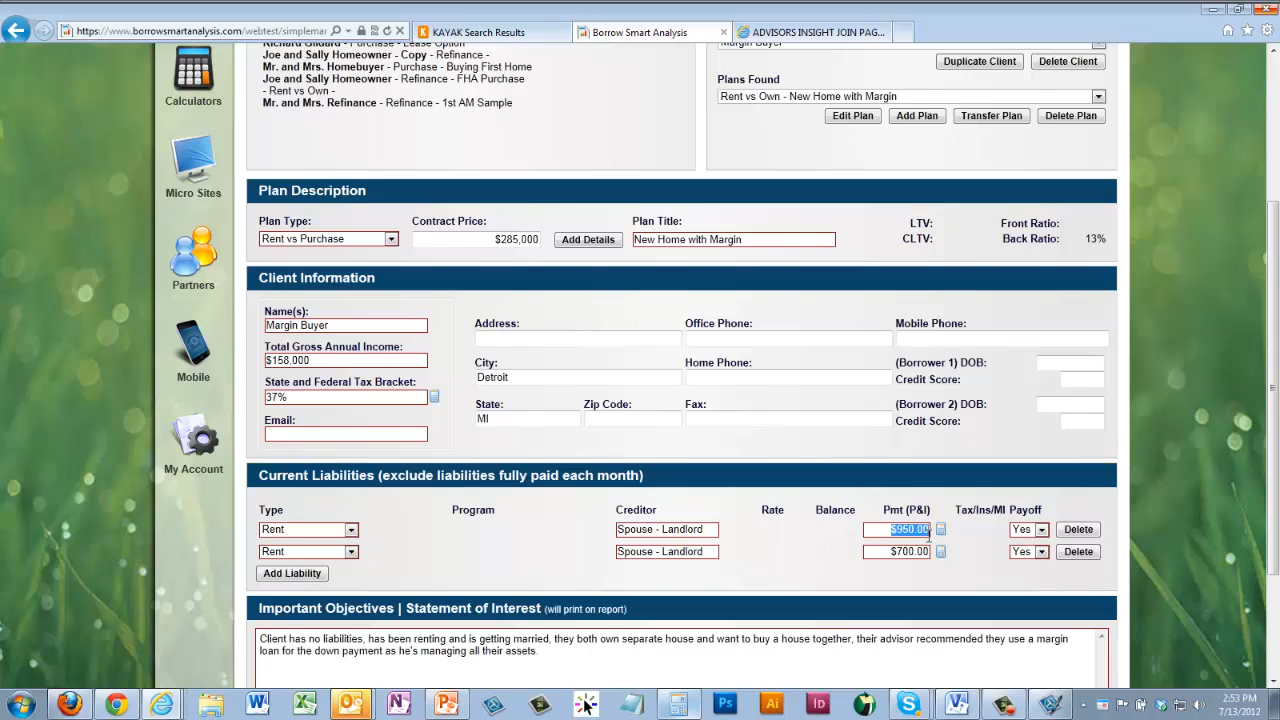 https://www.borrowsmartanalysis.com/webtest/simplemar
KAYAK Search Results
Borrow Smart Analysis
ADVISORS INSIGHT JOIN PAG...
Richard Gildard - Purchase - Lease Option
Joe and Sally Homeowner - Copy - Refinance -
Mr. and Mrs. Homebuyer - Purchase - Buying First Home
Joe and Sally Homeowner - Refinance - FHA Purchase
- Rent vs Own -
Mr. and Mrs. Refinance - Refinance - 1st AM Sample
Margin Buyer
Duplicate Client Delete Client
Plans Found
Rent vs Own - New Home with Margin
Edit Plan Add Plan Transfer Plan Delete Plan
Calculators
Micro Sites
Partners
Mobile
My Account
Plan Description
Plan Type: Contract Price: Plan Title: LTV: Front Ratio:
Rent vs Purchase $285,000 Add Details New Home with Margin CLTV: Back Ratio: 13%
Client Information
Name(s):
Margin Buyer
Total Gross Annual Income:
$158,000
State and Federal Tax Bracket:
37%
Email:
Address: Office Phone: Mobile Phone:
City: Home Phone: (Borrower 1) DOB:
Detroit Credit Score:
State: Zip Code: Fax: (Borrower 2) DOB:
MI Credit Score:
Current Liabilities (exclude liabilities fully paid each month)
Type Program Creditor Rate Balance Pmt (P&I) Tax/Ins/MI Payoff
Rent Spouse - Landlord $950.00 Yes Delete
Rent Spouse - Landlord $700.00 Yes Delete
Add Liability
Important Objectives | Statement of Interest (will print on report)
Client has no liabilities, has been renting and is getting married, they both own separate house and want to buy a house together, their advisor recommended they use a margin
loan for the down payment as he's managing all their assets.
2:53 PM
7/13/2012